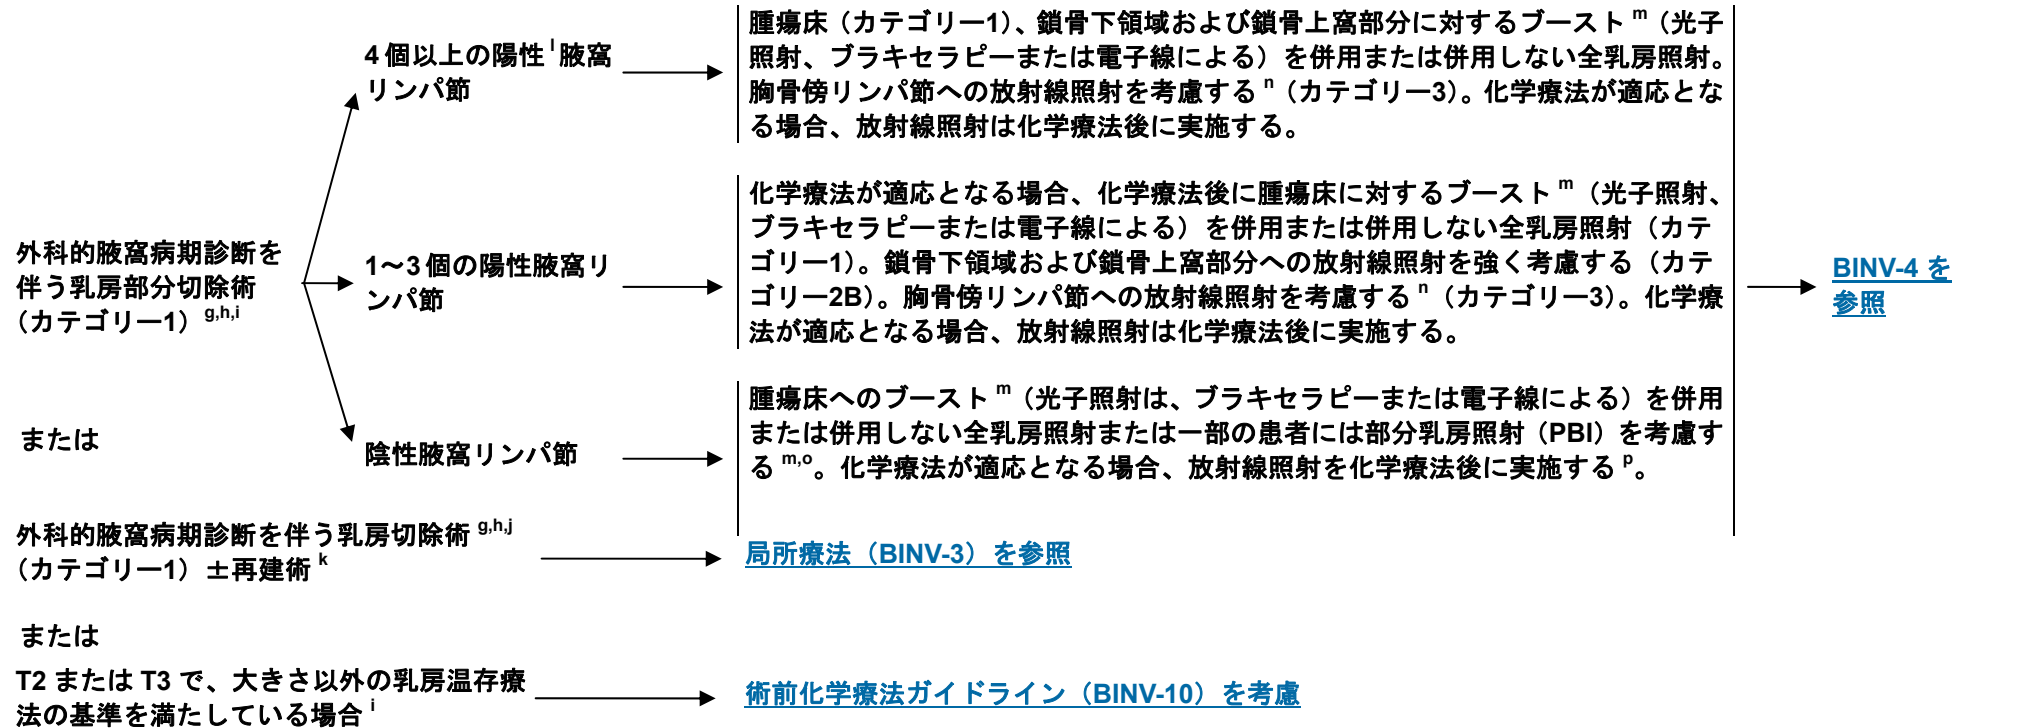 4個以上の陽性 l 腋窩
リンパ節
腫瘍床（カテゴリー1）、鎖骨下領域および鎖骨上窩部分に対するブースト m（光子
照射、ブラキセラピーまたは電子線による）を併用または併用しない全乳房照射。
胸骨傍リンパ節への放射線照射を考慮する n（カテゴリー3）。化学療法が適応とな
る場合、放射線照射は化学療法後に実施する。
外科的腋窩病期診断を
伴う乳房部分切除術
（カテゴリー1） g,h,i
1～3個の陽性腋窩リ
ンパ節
化学療法が適応となる場合、化学療法後に腫瘍床に対するブースト m（光子照射、
ブラキセラピーまたは電子線による）を併用または併用しない全乳房照射（カテ
ゴリー1）。鎖骨下領域および鎖骨上窩部分への放射線照射を強く考慮する（カテ
ゴリー2B）。胸骨傍リンパ節への放射線照射を考慮する n（カテゴリー3）。化学療
法が適応となる場合、放射線照射は化学療法後に実施する。
BINV-4 を
参照
または
陰性腋窩リンパ節
腫瘍床へのブースト m（光子照射は、ブラキセラピーまたは電子線による）を併用
または併用しない全乳房照射または一部の患者には部分乳房照射（PBI）を考慮す
る m,o。化学療法が適応となる場合、放射線照射を化学療法後に実施する p。
外科的腋窩病期診断を伴う乳房切除術 g,h,j
（カテゴリー1）±再建術 k
局所療法（BINV-3）を参照
または
T2 または T3 で、大きさ以外の乳房温存療
法の基準を満たしている場合 i
術前化学療法ガイドライン（BINV-10）を考慮